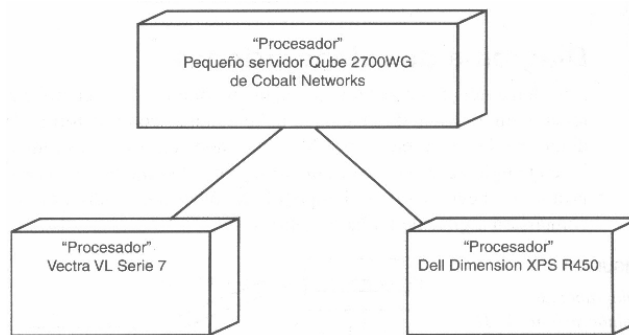 “Procesador”
Pequeño servidor Qube 2700WG
de Cobalt Networks
“Procesador”
Vectra VL Serie 7
“Procesador”
Dell Dimension XPS R450